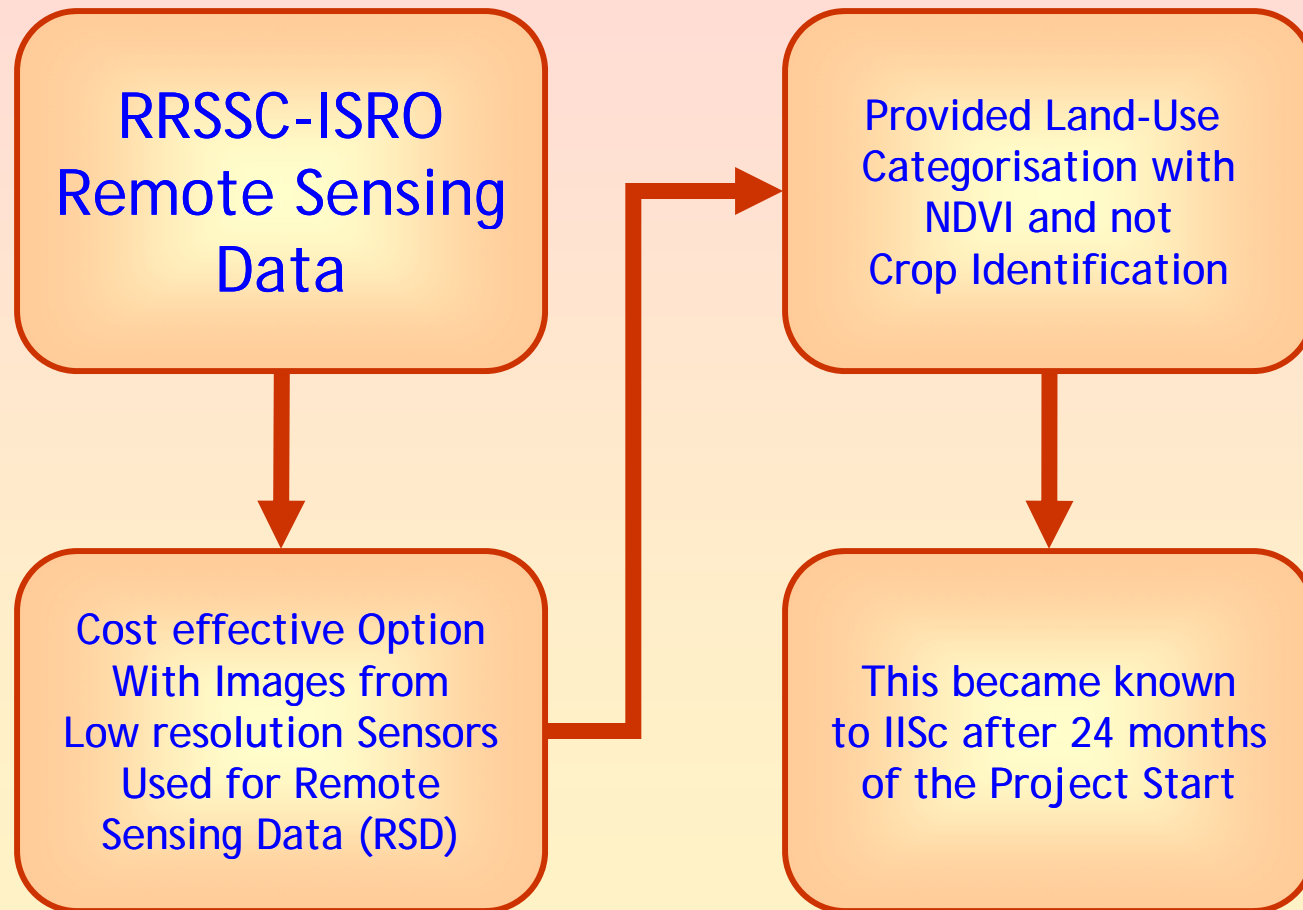 RRSSC-ISRO
Remote Sensing
Data
Cost effective Option
With Images from
Low resolution Sensors
Used for Remote
Sensing Data (RSD)
Provided Land-Use
Categorisation with
NDVI and not
Crop Identification
This became known
to IISc after 24 months
of the Project Start